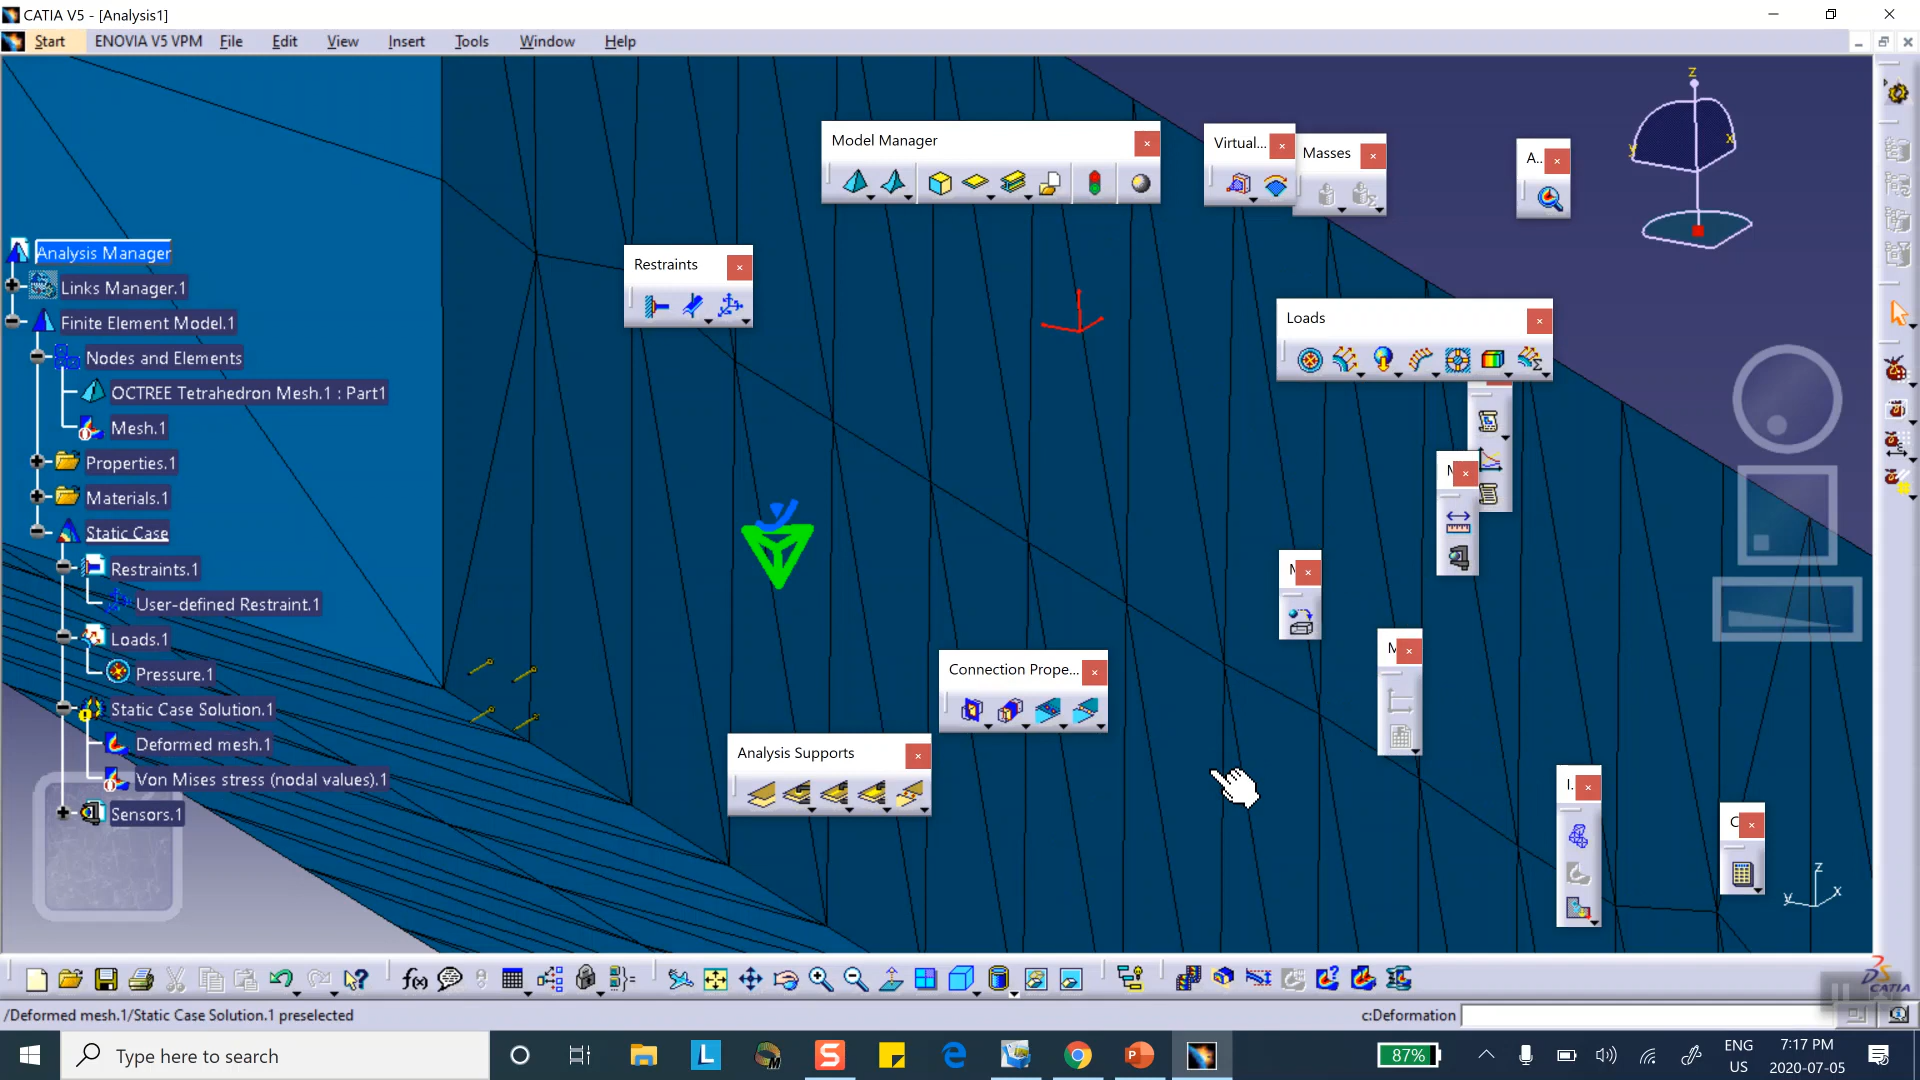 CATIA V5 - [Analysis1]
Start ENOVIA V5 VPM File Edit View Insert Tools Window Help
Model Manager
Virtual...
Masses
A..
z
y
x
Restraints
Loads
Analysis Manager
Links Manager.1
Finite Element Model.1
Nodes and Elements
OCTREE Tetrahedron Mesh.1 : Part1
Mesh.1
Properties.1
Materials.1
Static Case
Restraints.1
User-defined Restraint.1
Loads.1
Pressure.1
Static Case Solution.1
Deformed mesh.1
Von Mises stress (nodal values).1
Sensors.1
Connection Prope...
Analysis Supports
I.
C
z
y
x
f(x)
CATIA
/Deformed mesh.1/Static Case Solution.1 preselected
c:Deformation
Type here to search
L
S
87%
ENG
US
7:17 PM
2020-07-05